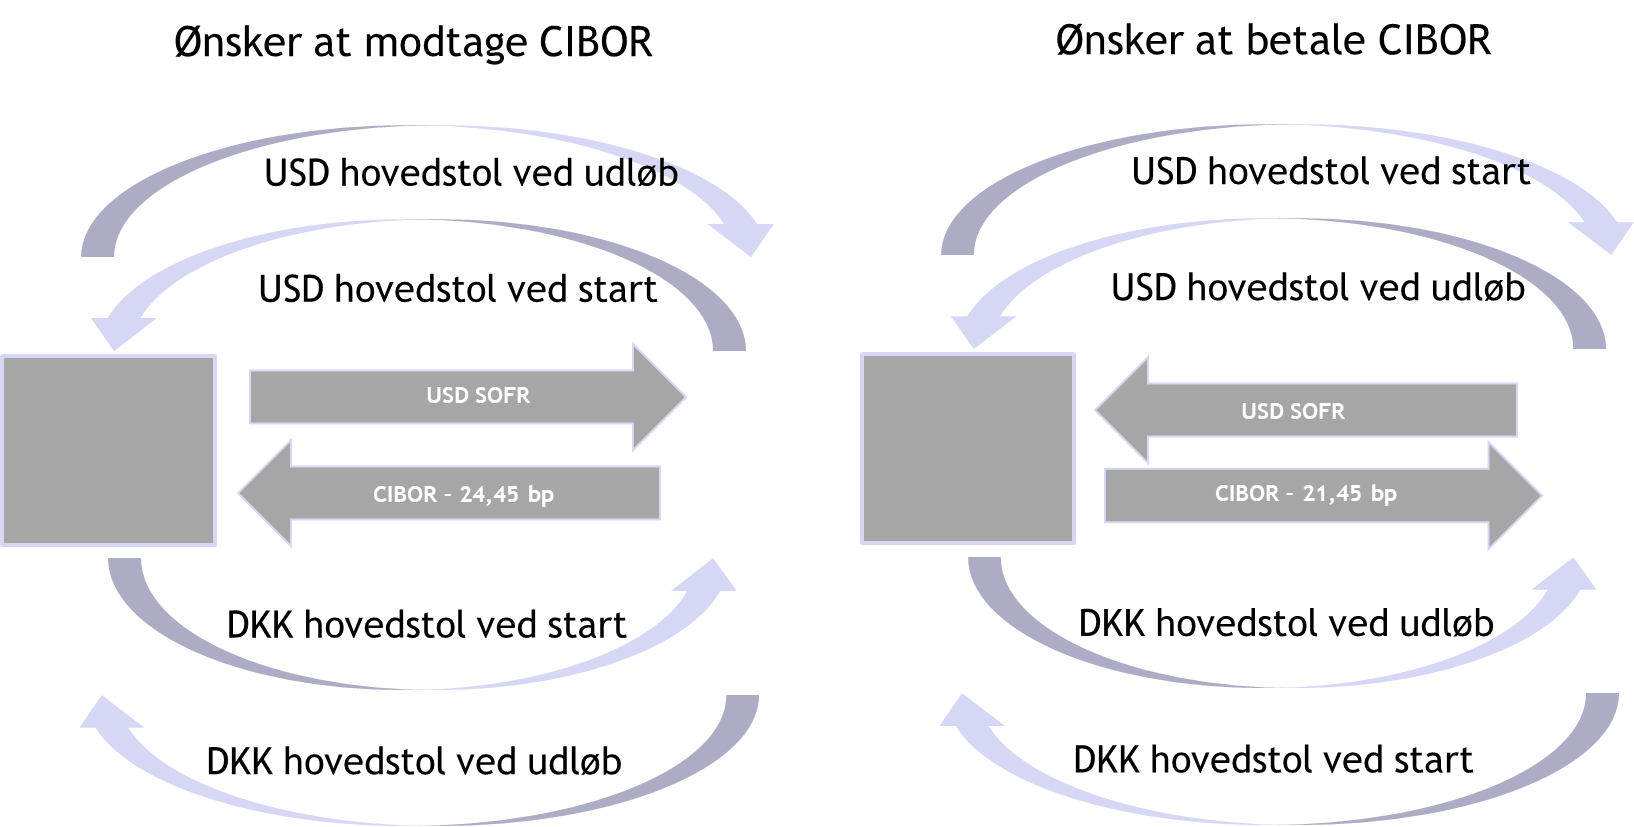 Ønsker at modtage CIBOR
USD hovedstol ved udløb
USD hovedstol ved start
USD SOFR
CIBOR – 24,45 bp
DKK hovedstol ved start
DKK hovedstol ved udløb
Ønsker at betale CIBOR
USD hovedstol ved start
USD hovedstol ved udløb
USD SOFR
CIBOR – 21,45 bp
DKK hovedstol ved udløb
DKK hovedstol ved start